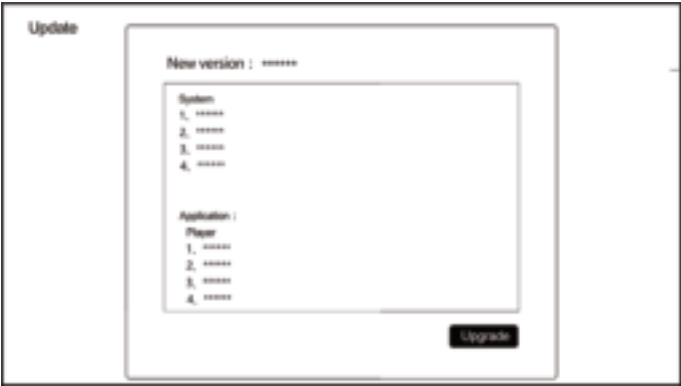 Update
New version : ******
System
1、******
2、******
3、******
4、******
Application :
Player
1、******
2、******
3、******
4、******
Upgrade